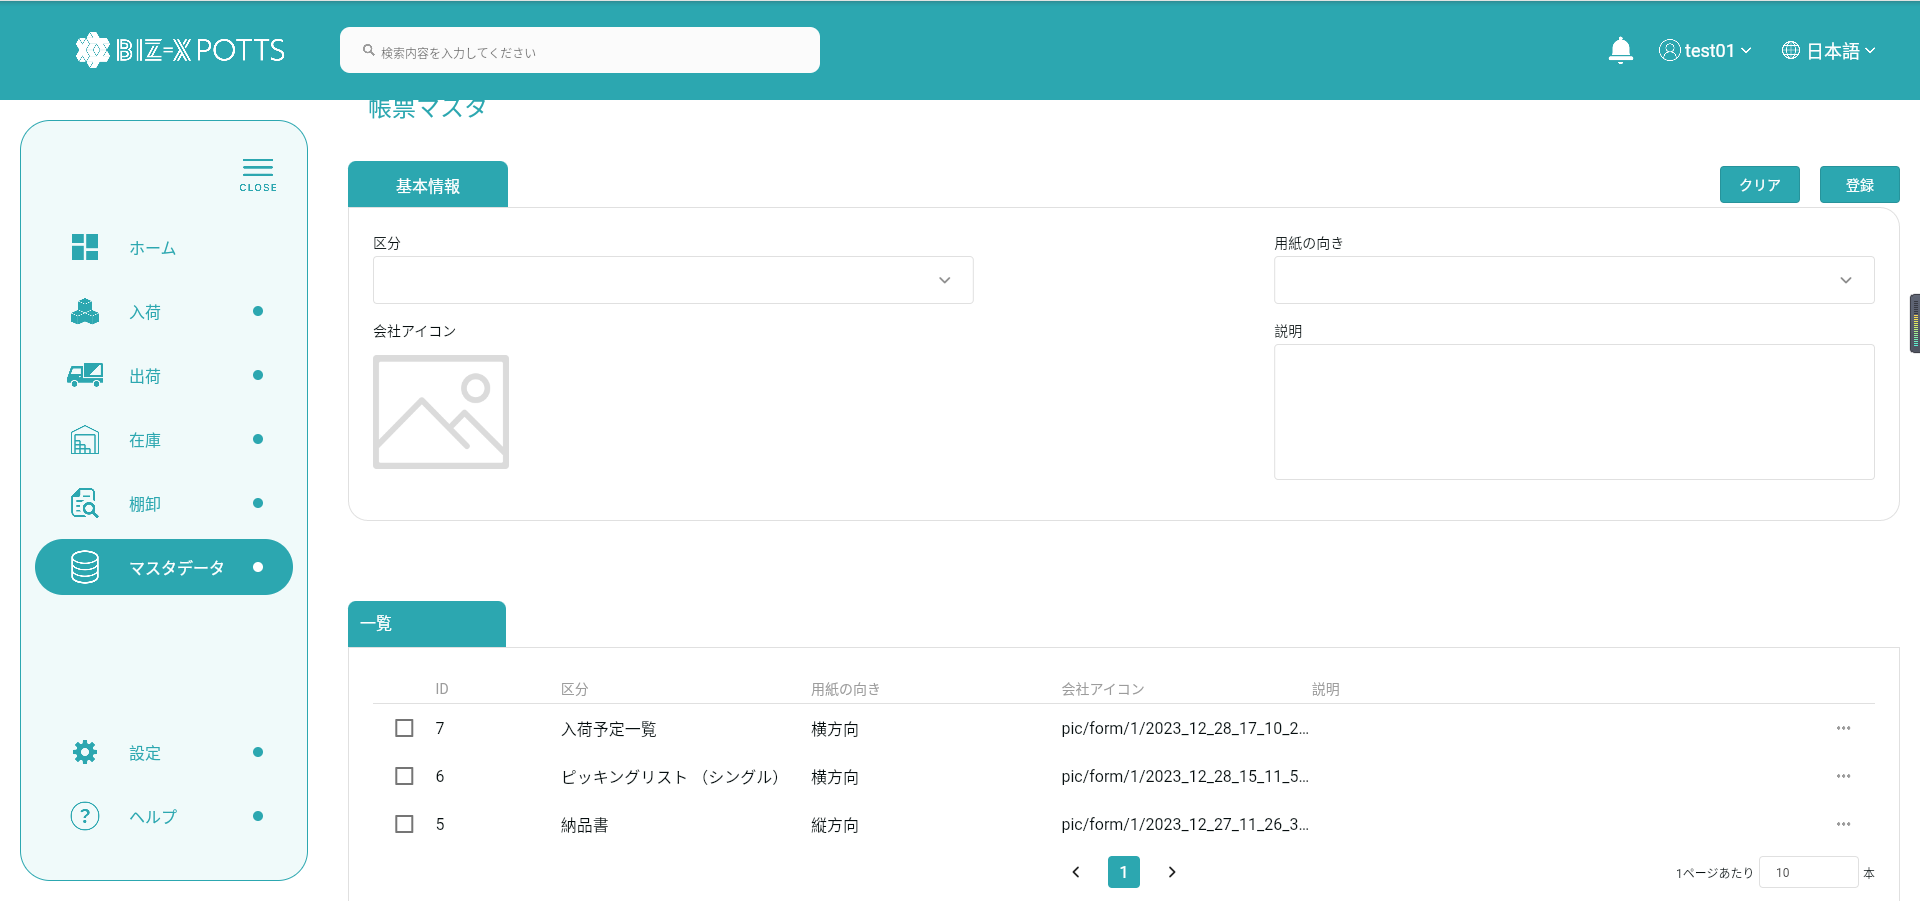 BIZ-X POTTS
検索内容を入力してください
test01
日本語
帳票マスタ
CLOSE
ホーム
入荷
出荷
在庫
棚卸
マスタデータ
設定
? ヘルプ
基本情報
クリア
登録
区分
用紙の向き
会社アイコン
説明
一覧
ID 区分 用紙の向き 会社アイコン 説明
7 入荷予定一覧 横方向 pic/form/1/2023_12_28_17_10_2... ...
6 ピッキングリスト （シングル） 横方向 pic/form/1/2023_12_28_15_11_5... ...
5 納品書 縦方向 pic/form/1/2023_12_27_11_26_3... ...
1
1ページあたり 10 本